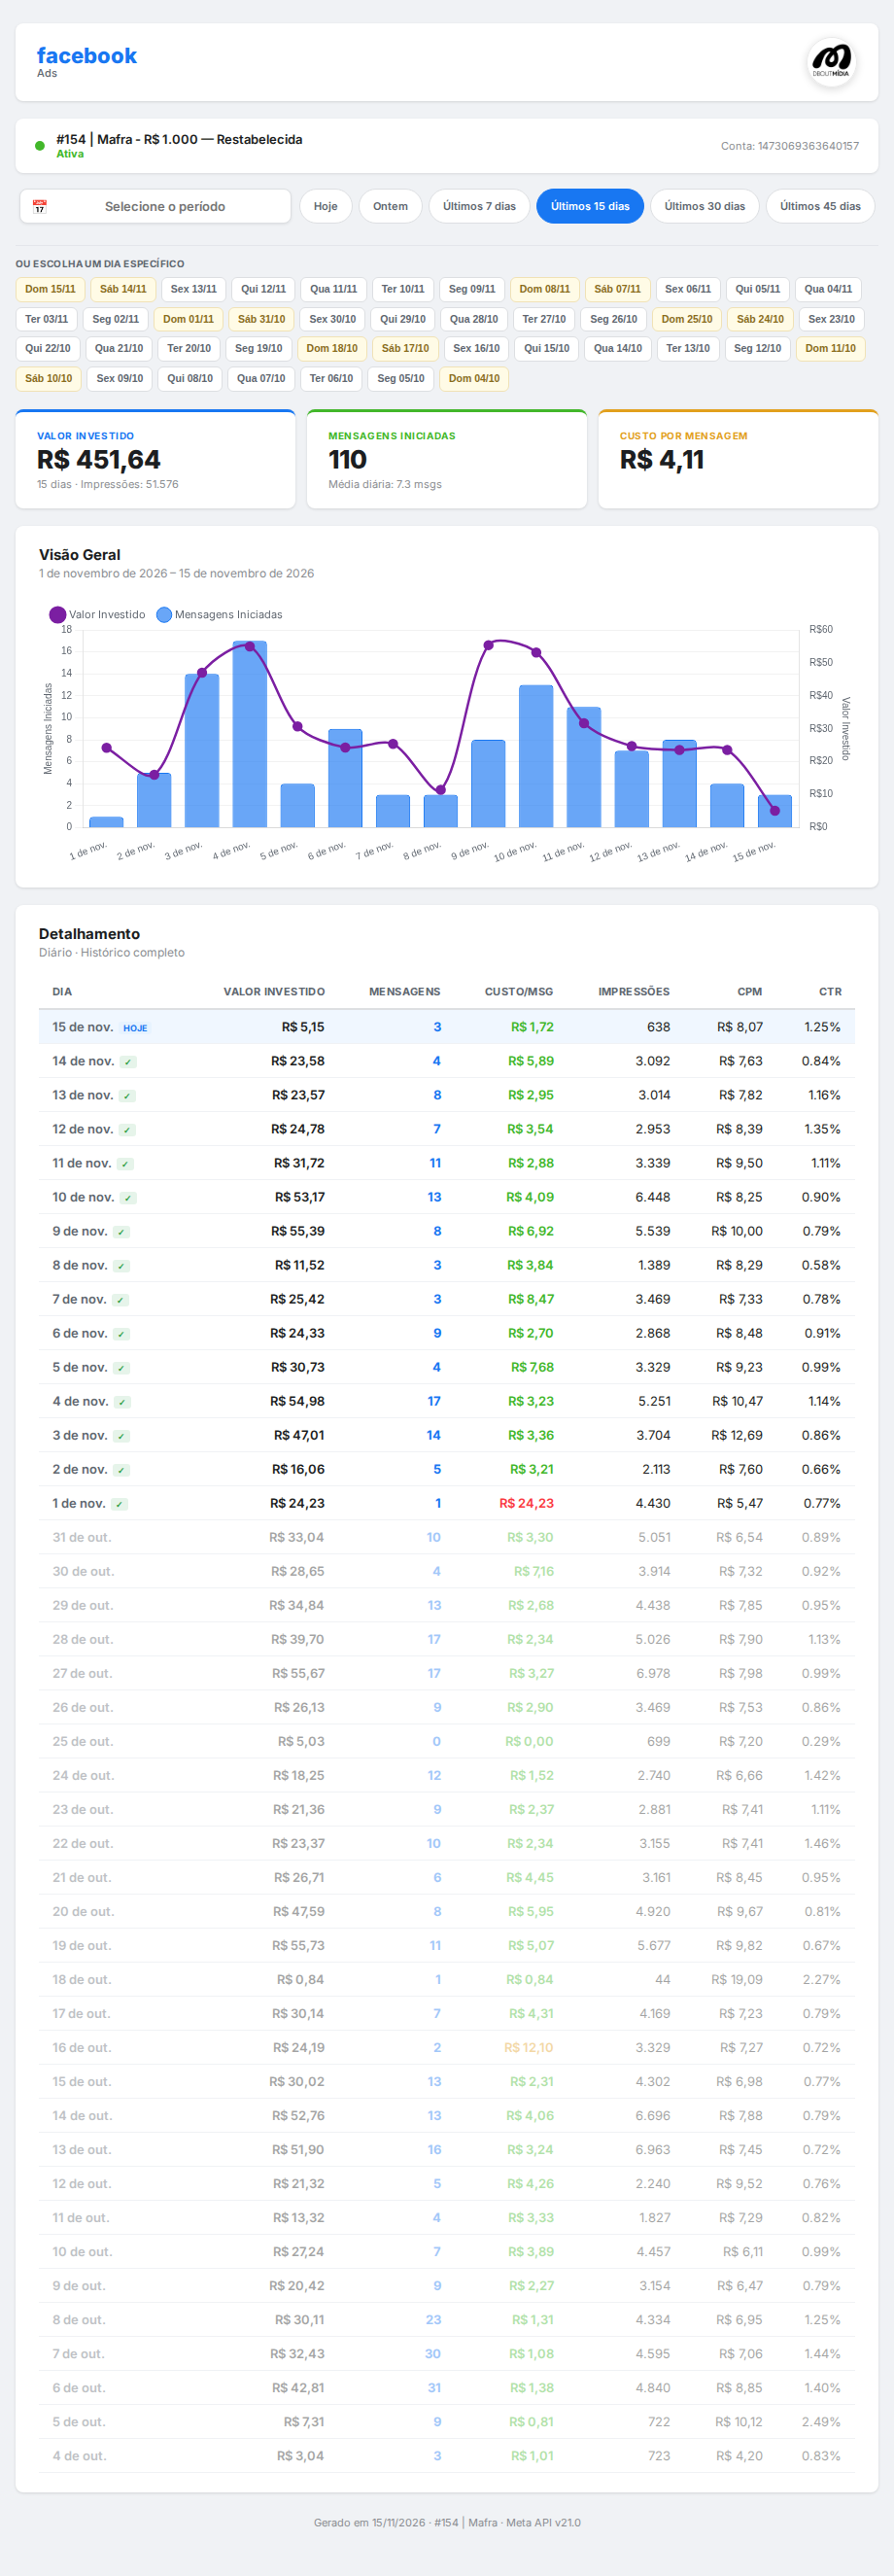 facebook
Ads
DBOUTMÍDIA
#154 | Mafra - R$ 1.000 — Restabelecida
Ativa
Conta: 1473069363640157
Selecione o período
Hoje
Ontem
Últimos 7 dias
Últimos 15 dias
Últimos 30 dias
Últimos 45 dias
OU ESCOLHA UM DIA ESPECÍFICO
Dom 15/11 Sáb 14/11 Sex 13/11 Qui 12/11 Qua 11/11 Ter 10/11 Seg 09/11 Dom 08/11 Sáb 07/11 Sex 06/11 Qui 05/11 Qua 04/11
Ter 03/11 Seg 02/11 Dom 01/11 Sáb 31/10 Sex 30/10 Qui 29/10 Qua 28/10 Ter 27/10 Seg 26/10 Dom 25/10 Sáb 24/10 Sex 23/10
Qui 22/10 Qua 21/10 Ter 20/10 Seg 19/10 Dom 18/10 Sáb 17/10 Sex 16/10 Qui 15/10 Qua 14/10 Ter 13/10 Seg 12/10 Dom 11/10
Sáb 10/10 Sex 09/10 Qui 08/10 Qua 07/10 Ter 06/10 Seg 05/10 Dom 04/10
VALOR INVESTIDO
R$ 451,64
15 dias · Impressões: 51.576
MENSAGENS INICIADAS
110
Média diária: 7.3 msgs
CUSTO POR MENSAGEM
R$ 4,11
Visão Geral
1 de novembro de 2026 – 15 de novembro de 2026
Valor Investido Mensagens Iniciadas
Mensagens Iniciadas
18
16
14
12
10
8
6
4
2
0
R$60
R$50
R$40
R$30
R$20
R$10
R$0
Valor Investido
1 de nov. 2 de nov. 3 de nov. 4 de nov. 5 de nov. 6 de nov. 7 de nov. 8 de nov. 9 de nov. 10 de nov. 11 de nov. 12 de nov. 13 de nov. 14 de nov. 15 de nov.
Detalhamento
Diário · Histórico completo
DIA VALOR INVESTIDO MENSAGENS CUSTO/MSG IMPRESSÕES CPM CTR
15 de nov. HOJE R$ 5,15 3 R$ 1,72 638 R$ 8,07 1.25%
14 de nov. ✓ R$ 23,58 4 R$ 5,89 3.092 R$ 7,63 0.84%
13 de nov. ✓ R$ 23,57 8 R$ 2,95 3.014 R$ 7,82 1.16%
12 de nov. ✓ R$ 24,78 7 R$ 3,54 2.953 R$ 8,39 1.35%
11 de nov. ✓ R$ 31,72 11 R$ 2,88 3.339 R$ 9,50 1.11%
10 de nov. ✓ R$ 53,17 13 R$ 4,09 6.448 R$ 8,25 0.90%
9 de nov. ✓ R$ 55,39 8 R$ 6,92 5.539 R$ 10,00 0.79%
8 de nov. ✓ R$ 11,52 3 R$ 3,84 1.389 R$ 8,29 0.58%
7 de nov. ✓ R$ 25,42 3 R$ 8,47 3.469 R$ 7,33 0.78%
6 de nov. ✓ R$ 24,33 9 R$ 2,70 2.868 R$ 8,48 0.91%
5 de nov. ✓ R$ 30,73 4 R$ 7,68 3.329 R$ 9,23 0.99%
4 de nov. ✓ R$ 54,98 17 R$ 3,23 5.251 R$ 10,47 1.14%
3 de nov. ✓ R$ 47,01 14 R$ 3,36 3.704 R$ 12,69 0.86%
2 de nov. ✓ R$ 16,06 5 R$ 3,21 2.113 R$ 7,60 0.66%
1 de nov. ✓ R$ 24,23 1 R$ 24,23 4.430 R$ 5,47 0.77%
31 de out. R$ 33,04 10 R$ 3,30 5.051 R$ 6,54 0.89%
30 de out. R$ 28,65 4 R$ 7,16 3.914 R$ 7,32 0.92%
29 de out. R$ 34,84 13 R$ 2,68 4.438 R$ 7,85 0.95%
28 de out. R$ 39,70 17 R$ 2,34 5.026 R$ 7,90 1.13%
27 de out. R$ 55,67 17 R$ 3,27 6.978 R$ 7,98 0.99%
26 de out. R$ 26,13 9 R$ 2,90 3.469 R$ 7,53 0.86%
25 de out. R$ 5,03 0 R$ 0,00 699 R$ 7,20 0.29%
24 de out. R$ 18,25 12 R$ 1,52 2.740 R$ 6,66 1.42%
23 de out. R$ 21,36 9 R$ 2,37 2.881 R$ 7,41 1.11%
22 de out. R$ 23,37 10 R$ 2,34 3.155 R$ 7,41 1.46%
21 de out. R$ 26,71 6 R$ 4,45 3.161 R$ 8,45 0.95%
20 de out. R$ 47,59 8 R$ 5,95 4.920 R$ 9,67 0.81%
19 de out. R$ 55,73 11 R$ 5,07 5.677 R$ 9,82 0.67%
18 de out. R$ 0,84 1 R$ 0,84 44 R$ 19,09 2.27%
17 de out. R$ 30,14 7 R$ 4,31 4.169 R$ 7,23 0.79%
16 de out. R$ 24,19 2 R$ 12,10 3.329 R$ 7,27 0.72%
15 de out. R$ 30,02 13 R$ 2,31 4.302 R$ 6,98 0.77%
14 de out. R$ 52,76 13 R$ 4,06 6.696 R$ 7,88 0.79%
13 de out. R$ 51,90 16 R$ 3,24 6.963 R$ 7,45 0.72%
12 de out. R$ 21,32 5 R$ 4,26 2.240 R$ 9,52 0.76%
11 de out. R$ 13,32 4 R$ 3,33 1.827 R$ 7,29 0.82%
10 de out. R$ 27,24 7 R$ 3,89 4.457 R$ 6,11 0.99%
9 de out. R$ 20,42 9 R$ 2,27 3.154 R$ 6,47 0.79%
8 de out. R$ 30,11 23 R$ 1,31 4.334 R$ 6,95 1.25%
7 de out. R$ 32,43 30 R$ 1,08 4.595 R$ 7,06 1.44%
6 de out. R$ 42,81 31 R$ 1,38 4.840 R$ 8,85 1.40%
5 de out. R$ 7,31 9 R$ 0,81 722 R$ 10,12 2.49%
4 de out. R$ 3,04 3 R$ 1,01 723 R$ 4,20 0.83%
Gerado em 15/11/2026 · #154 | Mafra · Meta API v21.0